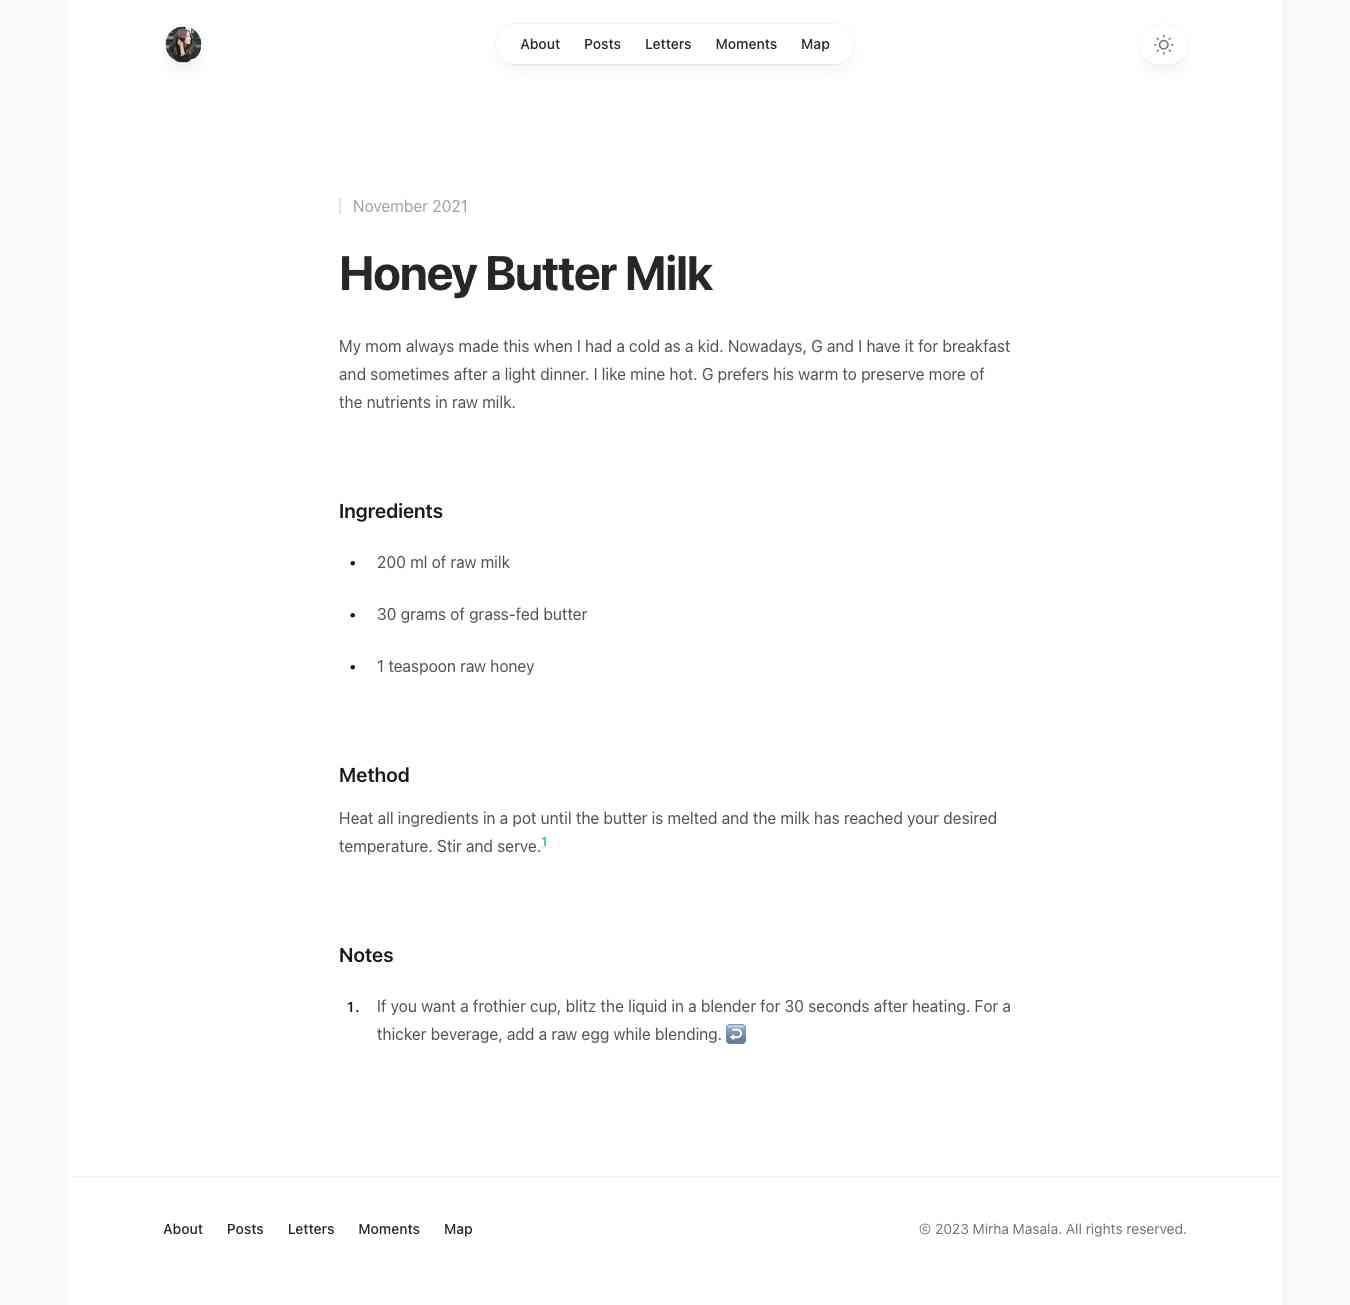 About Posts Letters Moments Map
November 2021
Honey Butter Milk
My mom always made this when I had a cold as a kid. Nowadays, G and I have it for breakfast
and sometimes after a light dinner. I like mine hot. G prefers his warm to preserve more of
the nutrients in raw milk.
Ingredients
• 200 ml of raw milk
• 30 grams of grass-fed butter
• 1 teaspoon raw honey
Method
Heat all ingredients in a pot until the butter is melted and the milk has reached your desired
temperature. Stir and serve.1
Notes
1. If you want a frothier cup, blitz the liquid in a blender for 30 seconds after heating. For a
thicker beverage, add a raw egg while blending. ↩️
About Posts Letters Moments Map
© 2023 Mirha Masala. All rights reserved.